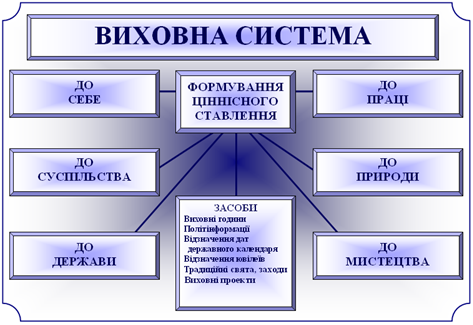 ВИХОВНА СИСТЕМА
ДО
СЕБЕ
ФОРМУВАННЯ
ЦІННІСНОГО
СТАВЛЕННЯ
ДО
ПРАЦІ
ДО
СУСПІЛЬСТВА
ДО
ПРИРОДИ
ДО
ДЕРЖАВИ
ЗАСОБИ
Виховні години
Політінформації
Відзначення дат
державного календаря
Відзначення ювілеїв
Традиційні свята, заходи
Виховні проекти
ДО
МИСТЕЦТВА